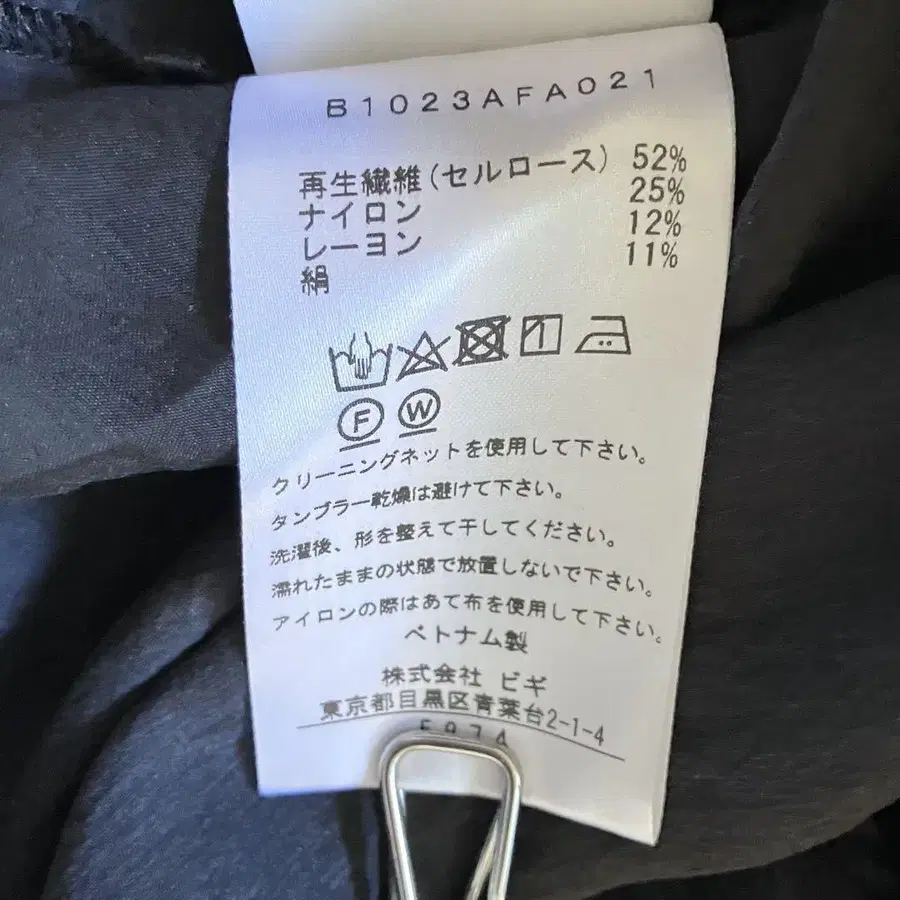 B1023AFA021
再生繊維(セルロース) 52%
ナイロン 25%
レーヨン 12%
絹 11%
F W
クリーニングネットを使用して下さい。
タンブラー乾燥は避けて下さい。
洗濯後、形を整えて干してください。
濡れたままの状態で放置しないで下さい。
アイロンの際はあて布を使用して下さい。
ベトナム製
株式会社 ビギ
東京都目黒区青葉台2-1-4